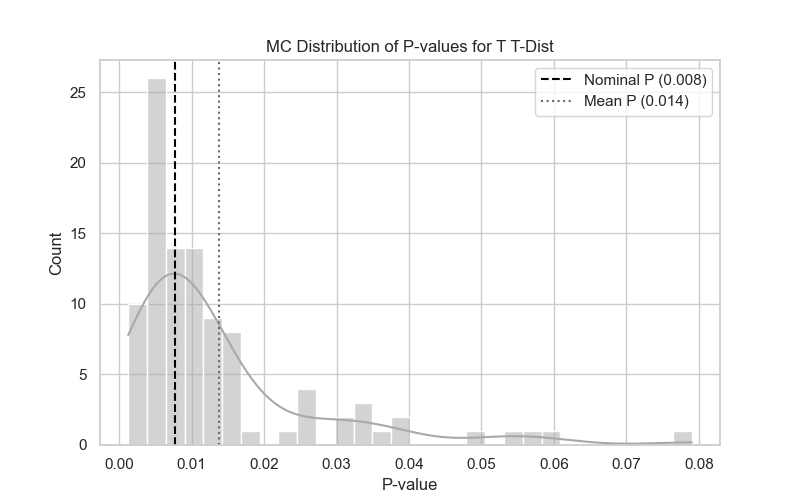 MC Distribution of P-values for T T-Dist
Nominal P (0.008)
Mean P (0.014)
Count
25
20
15
10
5
0
0.00 0.01 0.02 0.03 0.04 0.05 0.06 0.07 0.08
P-value